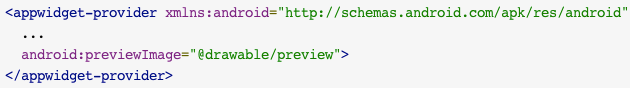 <appwidget-provider xmlns:android="http://schemas.android.com/apk/res/android"
...
android:previewImage="@drawable/preview">
</appwidget-provider>